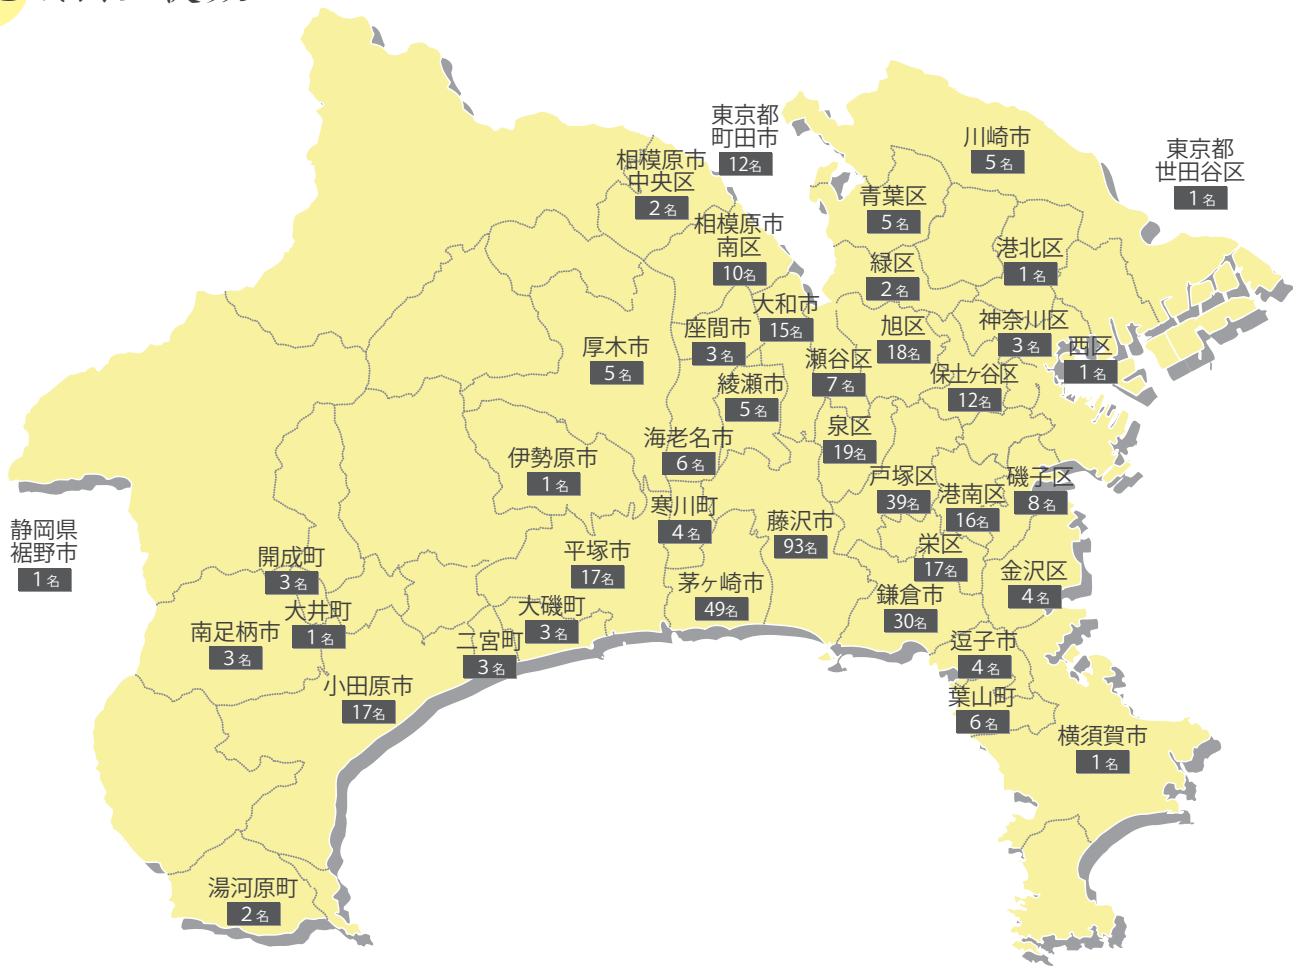 東京都
町田市
12名
川崎市
5名
東京都
世田谷区
1名
相模原市
中央区
2名
青葉区
5名
相模原市
南区
10名
港北区
1名
緑区
2名
大和市
15名
座間市
3名
旭区
18名
神奈川区
3名
西区
1名
厚木市
5名
瀬谷区
7名
保土ヶ谷区
12名
綾瀬市
5名
泉区
19名
海老名市
6名
伊勢原市
1名
戸塚区
39名
港南区
16名
磯子区
8名
寒川町
4名
藤沢市
93名
静岡県
裾野市
1名
開成町
3名
平塚市
17名
栄区
17名
金沢区
4名
茅ヶ崎市
49名
鎌倉市
30名
大井町
1名
大磯町
3名
南足柄市
3名
二宮町
3名
逗子市
4名
小田原市
17名
葉山町
6名
横須賀市
1名
湯河原町
2名